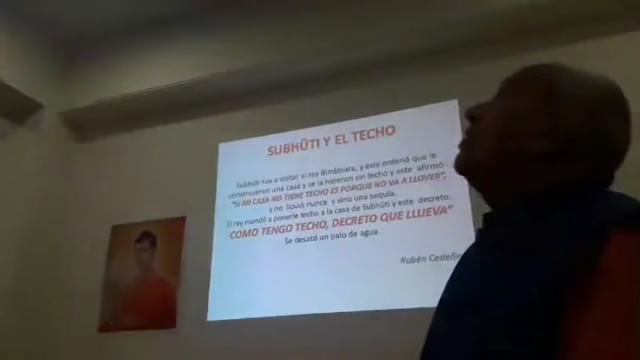 SUBHŪTI Y EL TECHO
Subhūti fue a visitar al rey Bimbisara, y este ordenó que le
construyeran una casa y se la hicieron sin techo y este afirmó
"SI MI CASA NO TIENE TECHO ES PORQUE NO VA A LLOVER",
y no llovió nunca y vino una sequía.
El rey mandó a ponerle techo a la casa de Subhūti y este decreto:
COMO TENGO TECHO, DECRETO QUE LLUEVA"
Se desató un palo de agua.
Rubén Cedeño